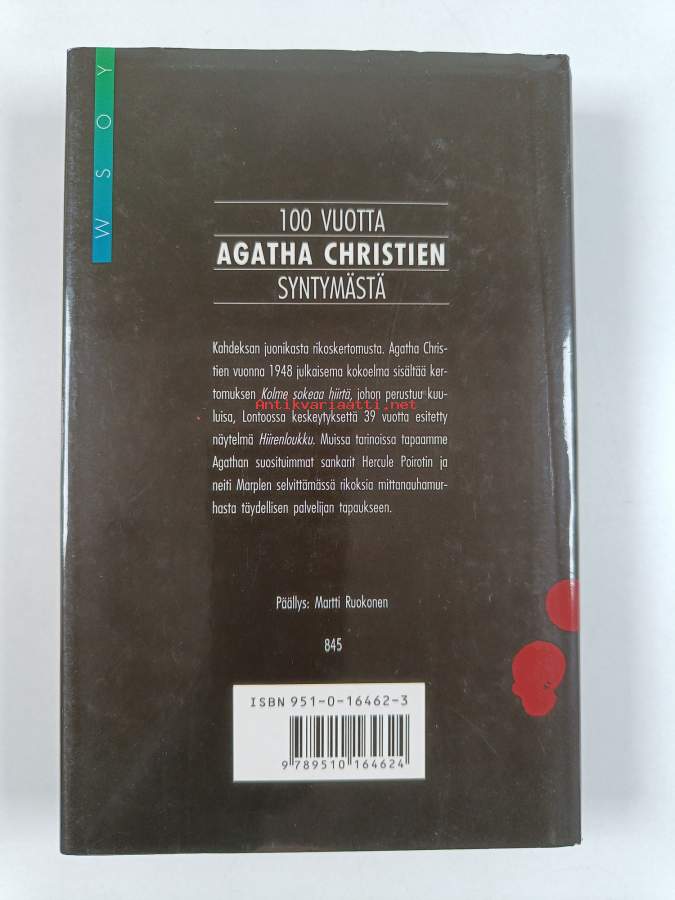 WSOY
100 VUOTTA
AGATHA CHRISTIEN
SYNTYMÄSTÄ
Kahdeksan juonikasta rikoskertomusta. Agatha Chris-
tien vuonna 1948 julkaisema kokoelma sisältää ker-
tomuksen Kolme sokeaa hiirtä, johon perustuu kuu-
Antikvariaatti.net
luisa, Lontoossa keskeytyksettä 39 vuotta esitetty
näytelmä Hiirenloukku. Muissa tarinoissa tapaamme
Agathan suosituimmat sankarit Hercule Poirotin ja
neiti Marplen selvittämässä rikoksia mittanauhamur-
hasta täydellisen palvelijan tapaukseen.
Päällys: Martti Ruokonen
845
ISBN 951-0-16462-3
9 789510 164624